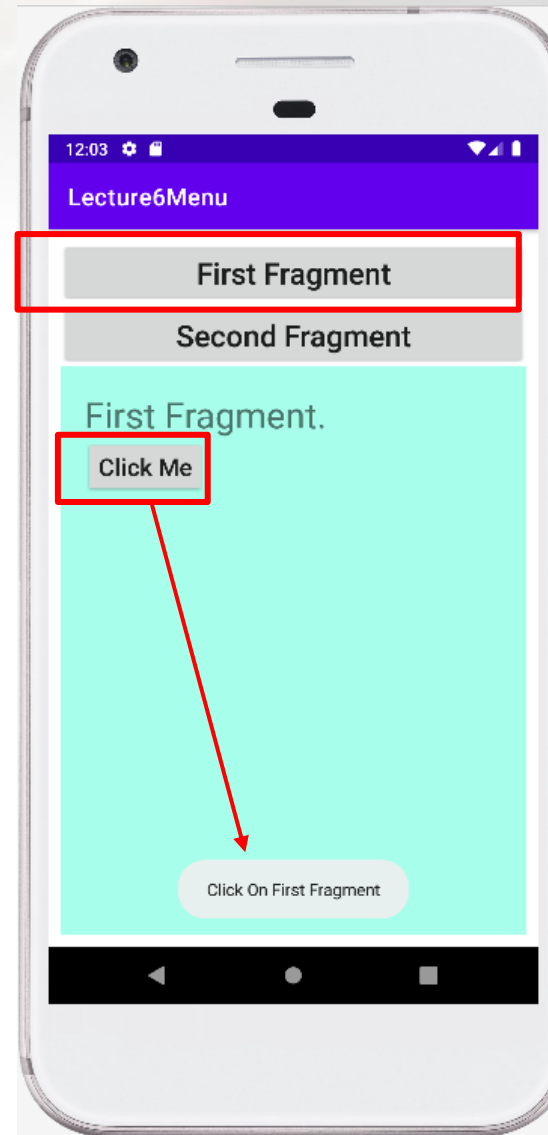 12:03
Lecture6Menu
First Fragment
Second Fragment
First Fragment.
Click Me
Click On First Fragment